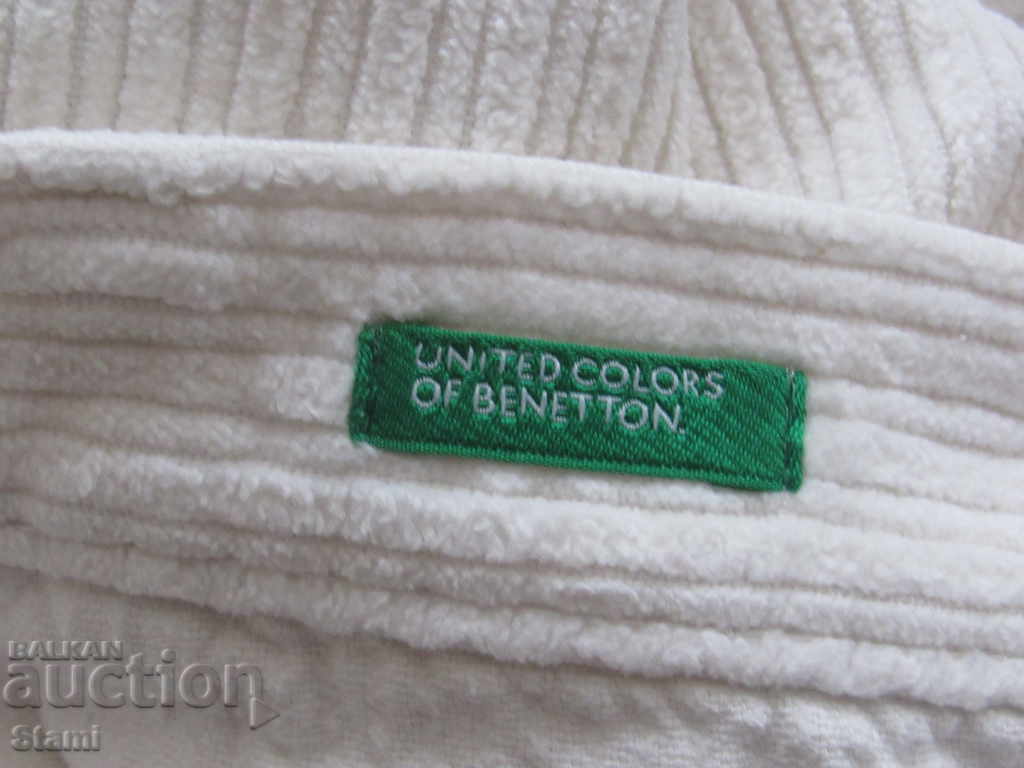 UNITED COLORS
OF BENETTON.
BALKAN
auction
Stami